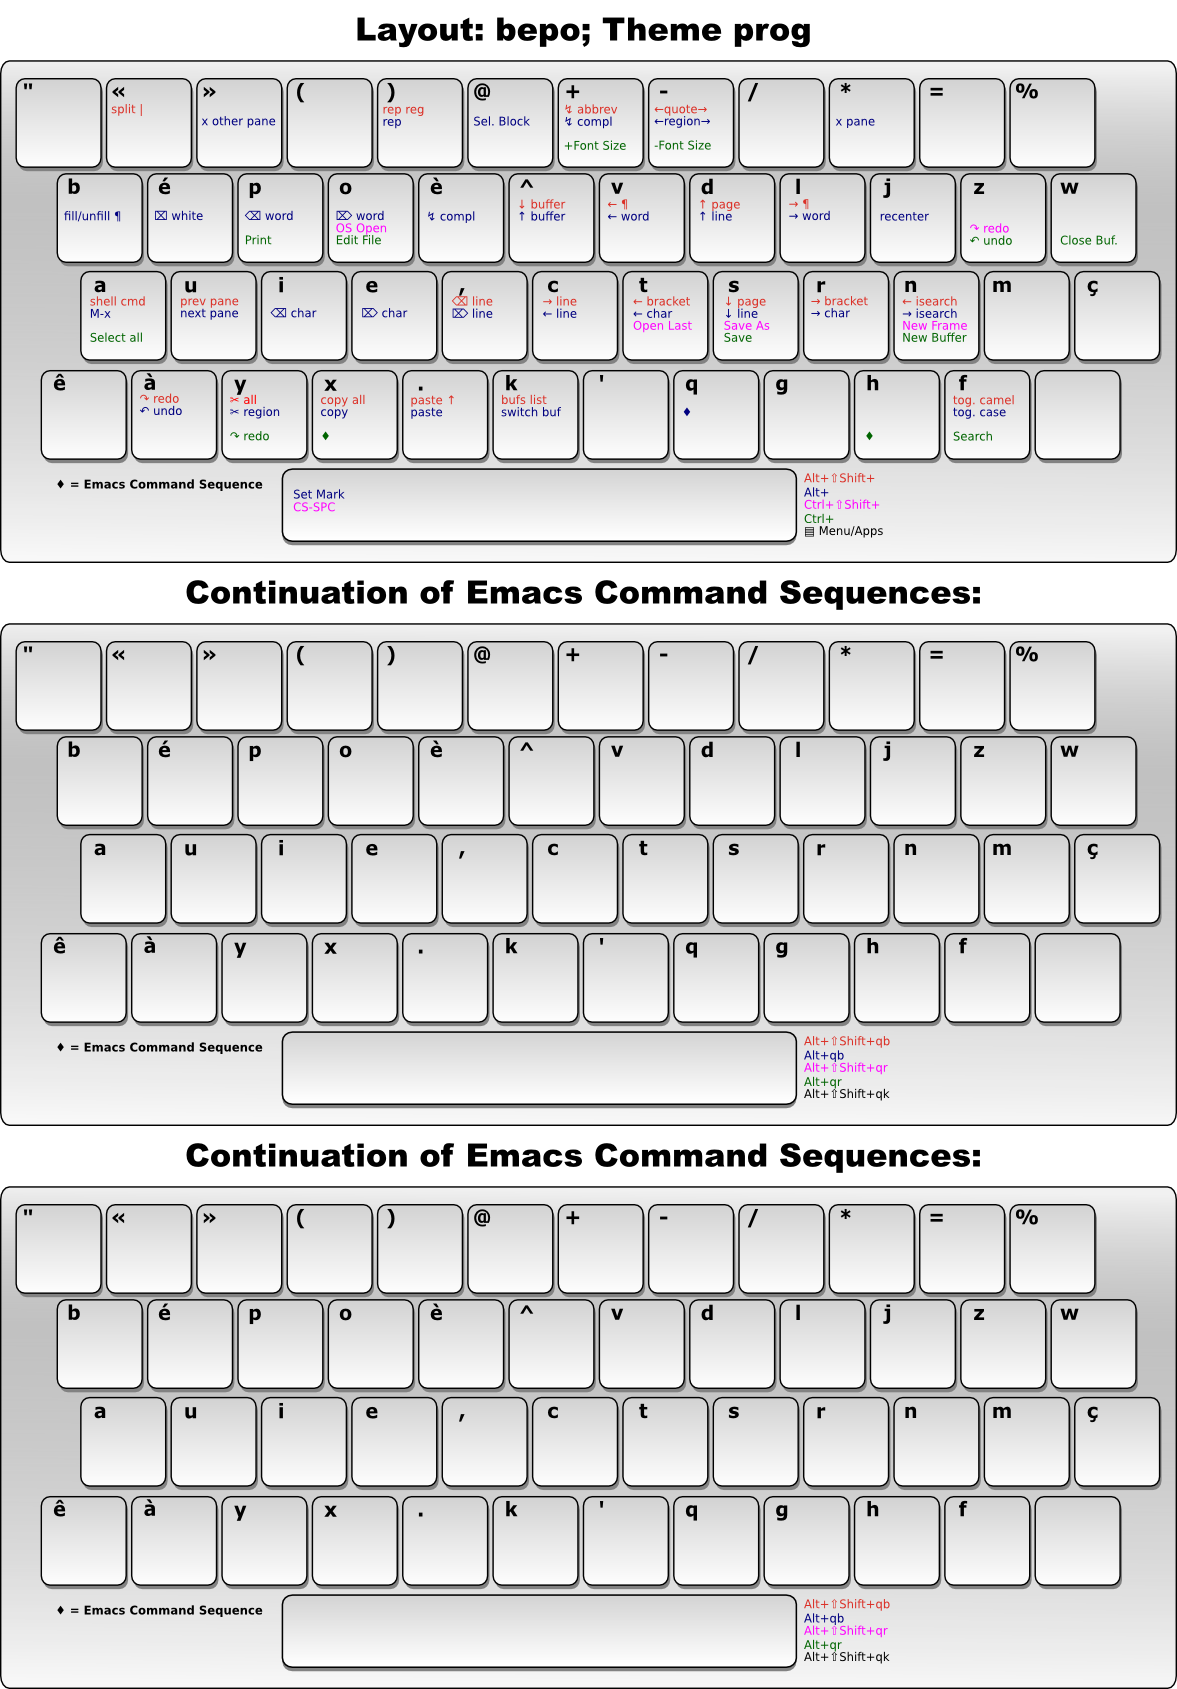 Layout: bepo; Theme prog
" « » ( ) @ + - / * = %
split | rep reg ↯ abbrev ←quote→
x other pane rep Sel. Block ↯ compl ←region→ x pane
+Font Size -Font Size
b é p o è ^ v d l j z w
↓ buffer ← ¶ ↑ page → ¶
fill/unfill ¶ ⌧ white ⌫ word ⌦ word ↯ compl ↑ buffer ← word ↑ line → word recenter
OS Open ↷ redo
Print Edit File ↶ undo Close Buf.
a u i e , c t s r n m ç
shell cmd prev pane ⌫ line → line ← bracket ↓ page → bracket ← isearch
M-x next pane ⌫ char ⌦ char ⌦ line ← line ← char ↓ line → char → isearch
Open Last Save As New Frame
Select all Save New Buffer
ê à y x . k ' q g h f
↷ redo ✂ all copy all paste ↑ bufs list tog. camel
↶ undo ✂ region copy paste switch buf ♦ tog. case
↷ redo ♦ ♦ Search
♦ = Emacs Command Sequence
Set Mark
CS-SPC
Alt+⇧Shift+
Alt+
Ctrl+⇧Shift+
Ctrl+
▤ Menu/Apps
Continuation of Emacs Command Sequences:
" « » ( ) @ + - / * = %
b é p o è ^ v d l j z w
a u i e , c t s r n m ç
ê à y x . k ' q g h f
♦ = Emacs Command Sequence
Alt+⇧Shift+qb
Alt+qb
Alt+⇧Shift+qr
Alt+qr
Alt+⇧Shift+qk
Continuation of Emacs Command Sequences:
" « » ( ) @ + - / * = %
b é p o è ^ v d l j z w
a u i e , c t s r n m ç
ê à y x . k ' q g h f
♦ = Emacs Command Sequence
Alt+⇧Shift+qb
Alt+qb
Alt+⇧Shift+qr
Alt+qr
Alt+⇧Shift+qk